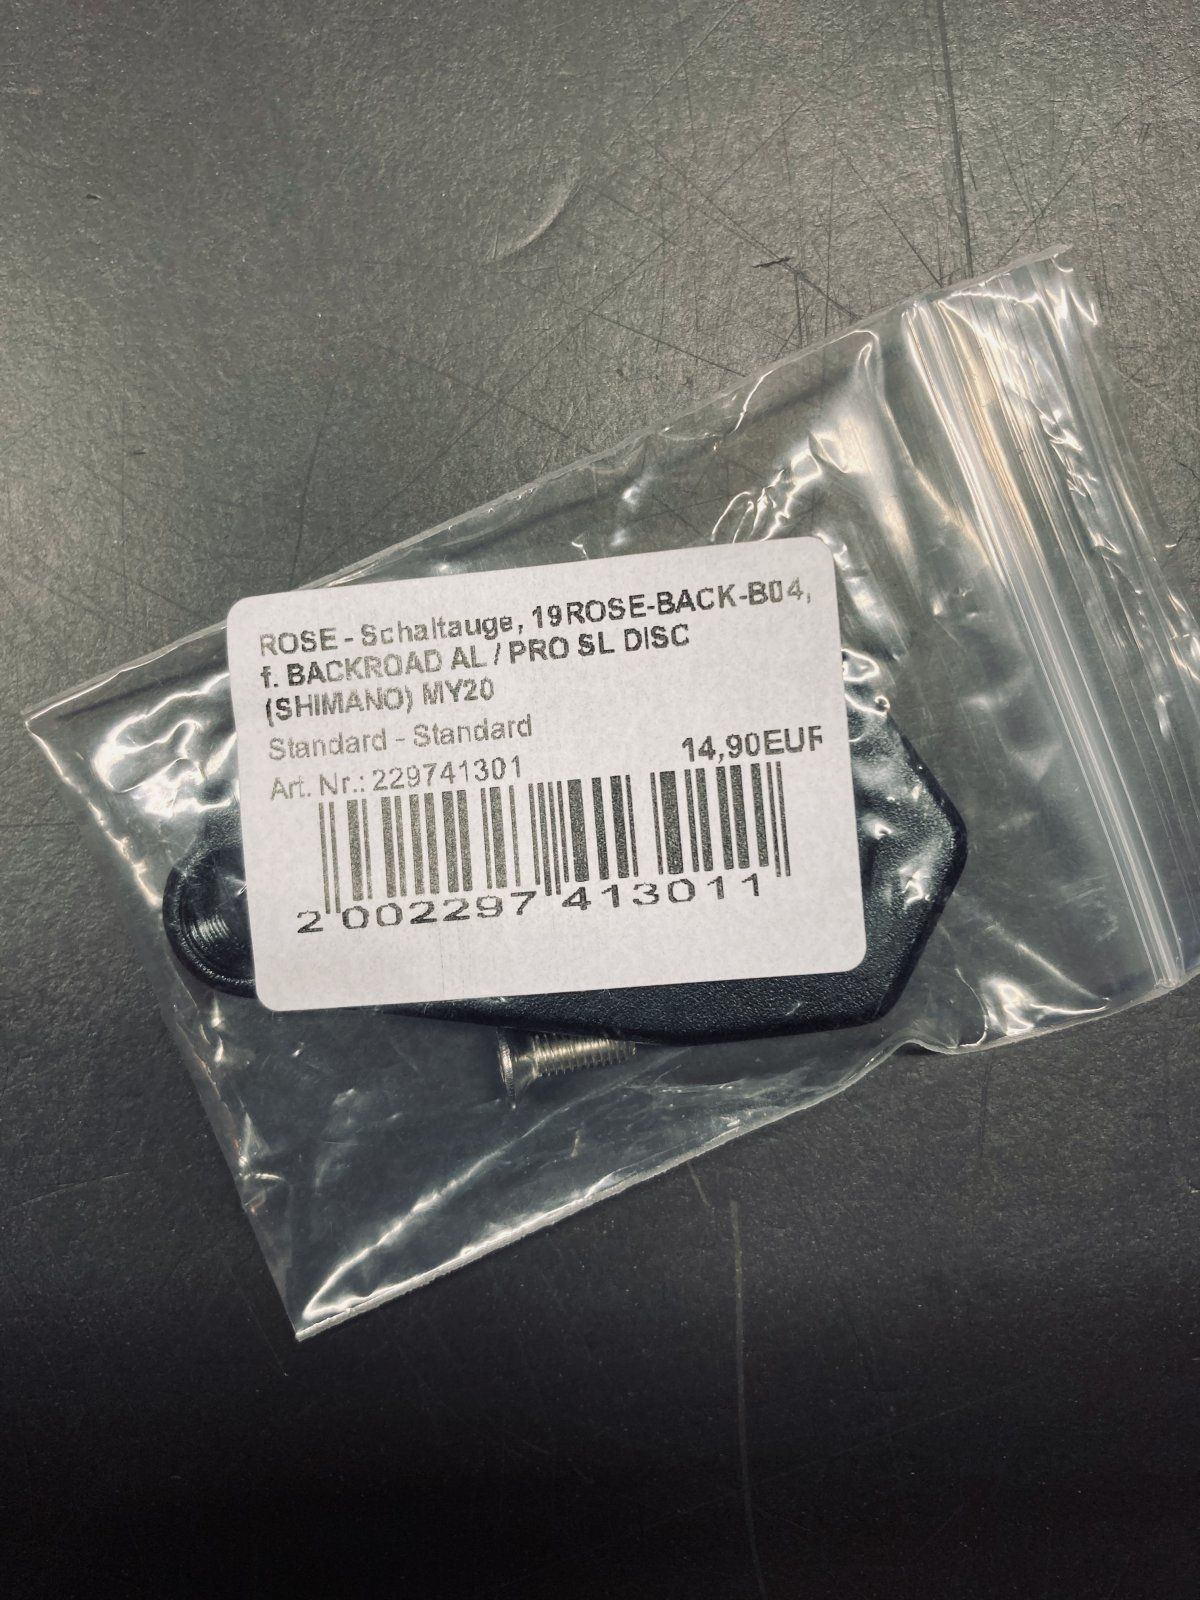 ROSE - Schaltauge, 19ROSE-BACK-B04,
f. BACKROAD AL / PRO SL DISC
(SHIMANO) MY20
Standard - Standard
14,90EUR
Art. Nr.: 229741301
2 002297 413011